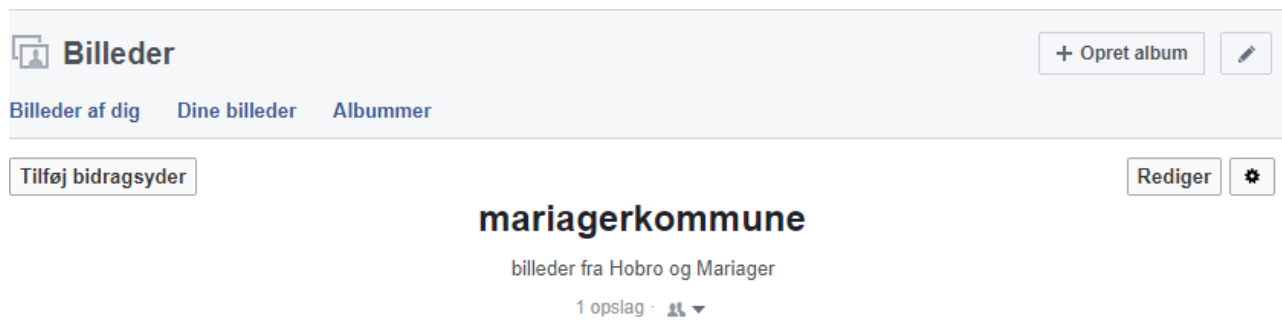 Billeder
+ Opret album
Billeder af dig Dine billeder Albummer
Tilføj bidragsyder
Rediger
mariagerkommune
billeder fra Hobro og Mariager
1 opslag ·